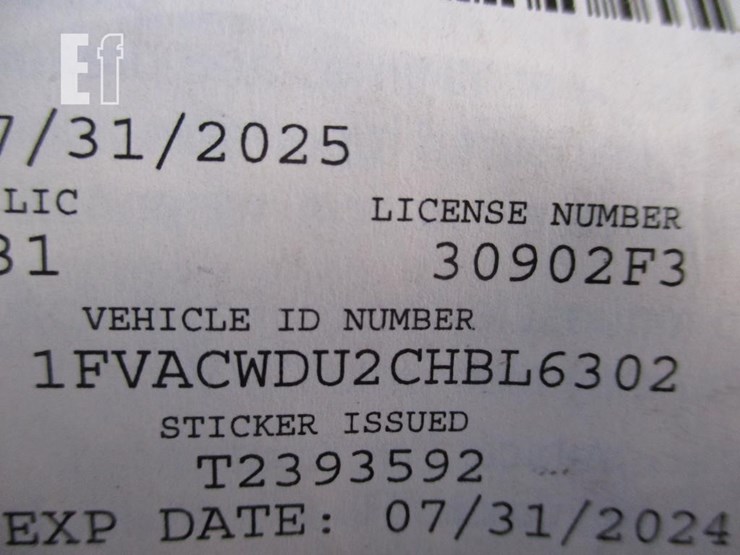 Ef
7/31/2025
LIC LICENSE NUMBER
31 30902F3
VEHICLE ID NUMBER
1FVACWDU2CHBL6302
STICKER ISSUED
T2393592
EXP DATE: 07/31/2024